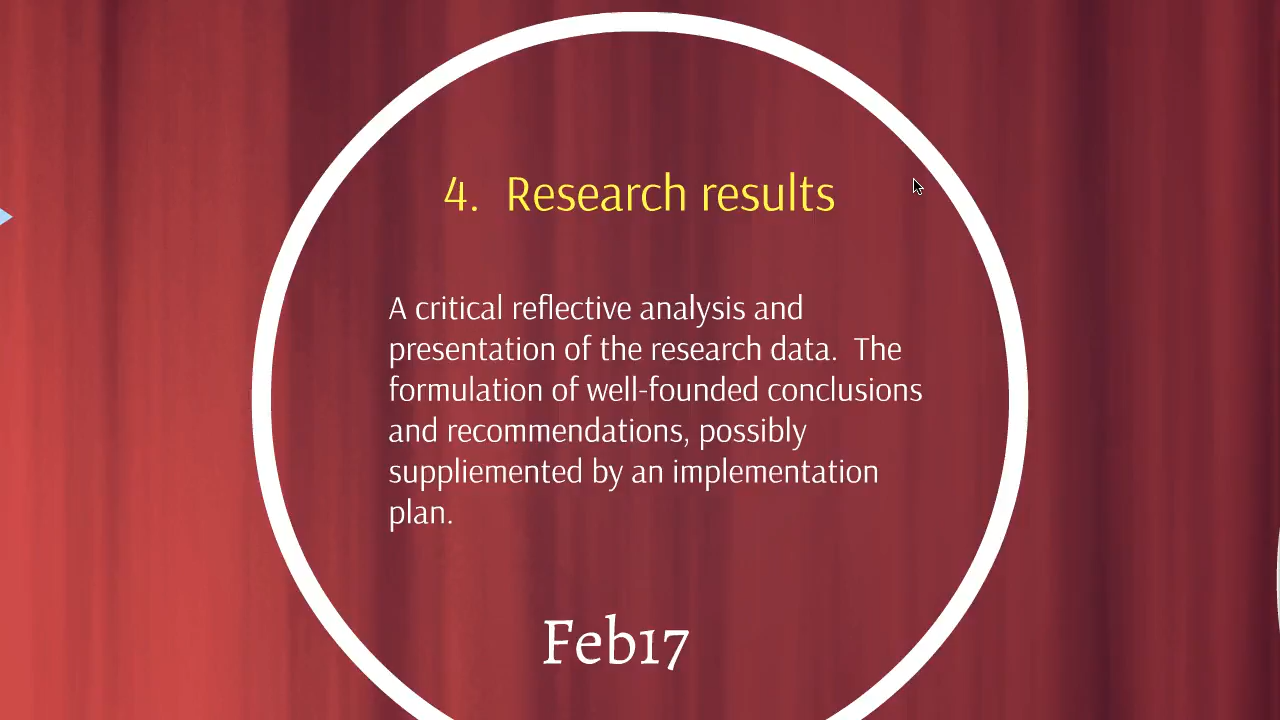 4.  Research results
A critical reflective analysis and
presentation of the research data.  The
formulation of well-founded conclusions
and recommendations, possibly
suppliemented by an implementation
plan.
Feb17